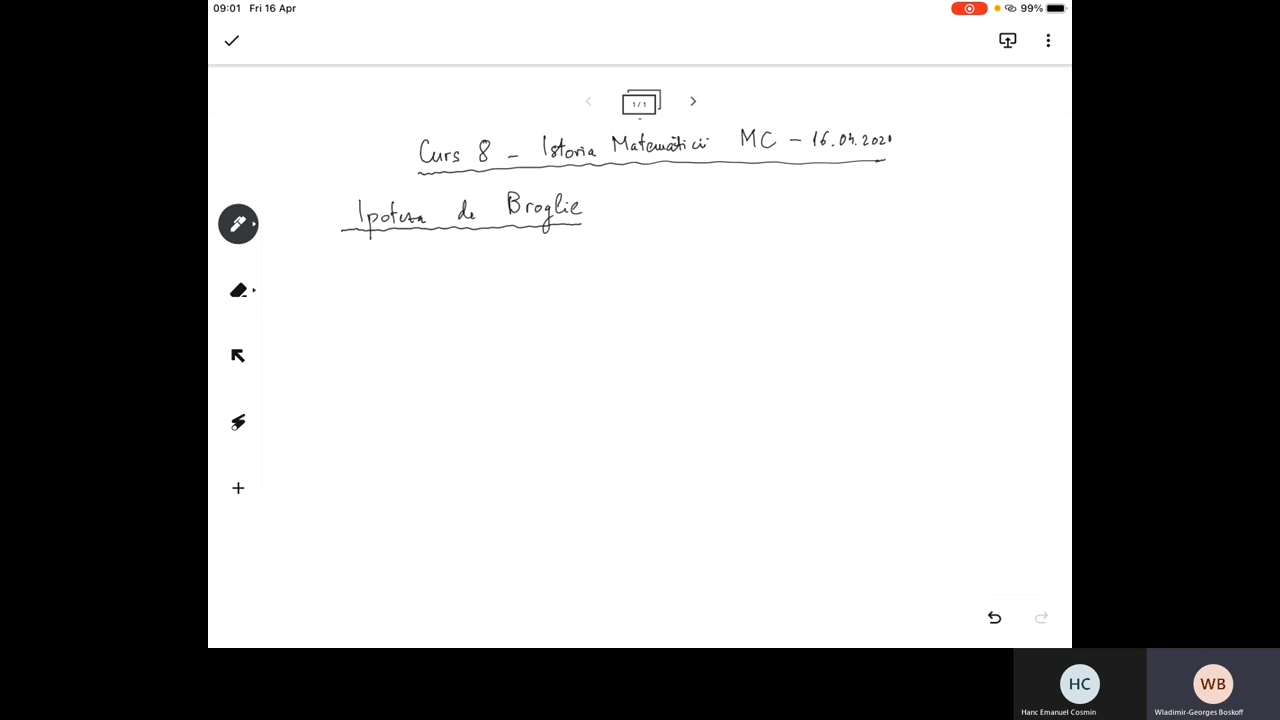 09:01 Fri 16 Apr 99%
1/1
Curs 8 - Istoria Matematicii MC - 16.04.2021
Ipoteza de Broglie
HC WB
Hanc Emanuel Cosmin Wladimir-Georges Boskoff